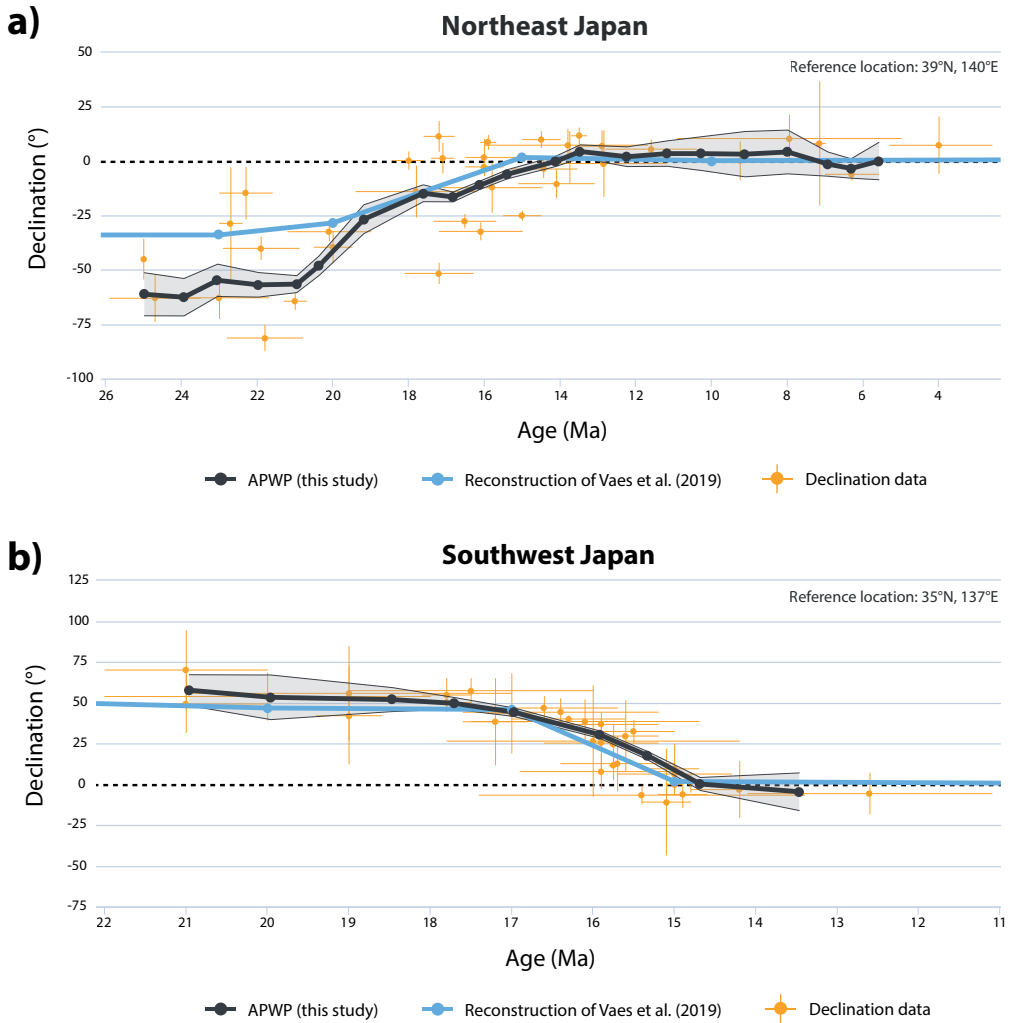 a)
Northeast Japan
Reference location: 39°N, 140°E
Declination (°)
50
25
0
-25
-50
-75
-100
26 24 22 20 18 16 14 12 10 8 6 4
Age (Ma)
APWP (this study) Reconstruction of Vaes et al. (2019) Declination data
b)
Southwest Japan
Reference location: 35°N, 137°E
Declination (°)
125
100
75
50
25
0
-25
-50
-75
22 21 20 19 18 17 16 15 14 13 12 11
Age (Ma)
APWP (this study) Reconstruction of Vaes et al. (2019) Declination data